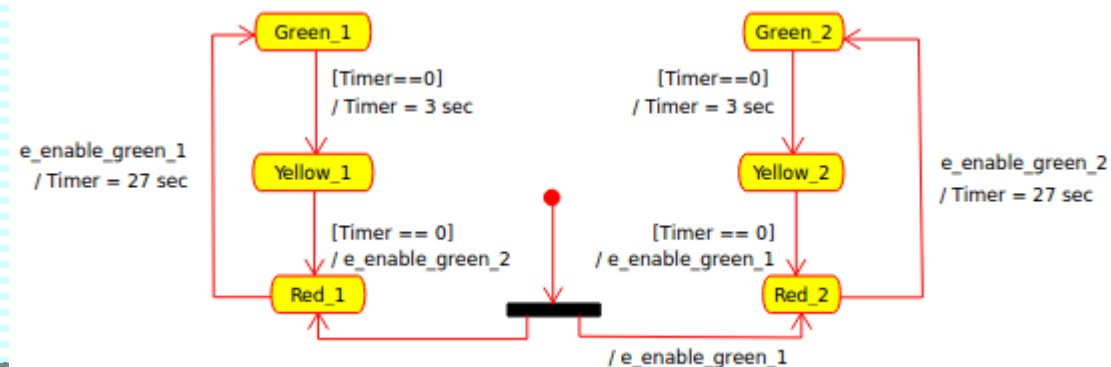 Green_1
Green_2
[Timer==0]
/ Timer = 3 sec
[Timer==0]
/ Timer = 3 sec
e_enable_green_1
/ Timer = 27 sec
Yellow_1
Yellow_2
e_enable_green_2
/ Timer = 27 sec
[Timer == 0]
/ e_enable_green_2
[Timer == 0]
/ e_enable_green_1
Red_1
Red_2
/ e_enable_green_1